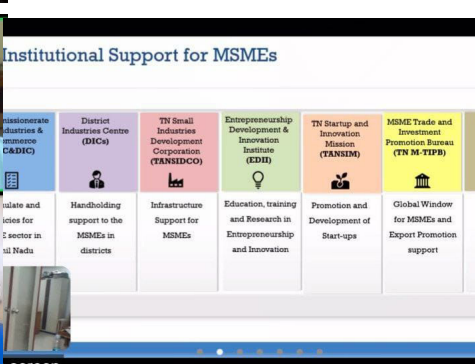 Institutional Support for MSMEs
District
Industries Centre
(DICs)
TN Small
Industries
Development
Corporation
(TANSIDCO)
Entrepreneurship
Development &
Innovation
Institute
(EDII)
TN Startup and
Innovation
Mission
(TANSIM)
MSME Trade and
Investment
Promotion Bureau
(TN M-TIPB)
Handholding
support to the
MSMEs in
districts
Infrastructure
Support for
MSMEs
Education, training
and Research in
Entrepreneurship
and Innovation
Promotion and
Development of
Start-ups
Global Window
for MSMEs and
Export Promotion
support